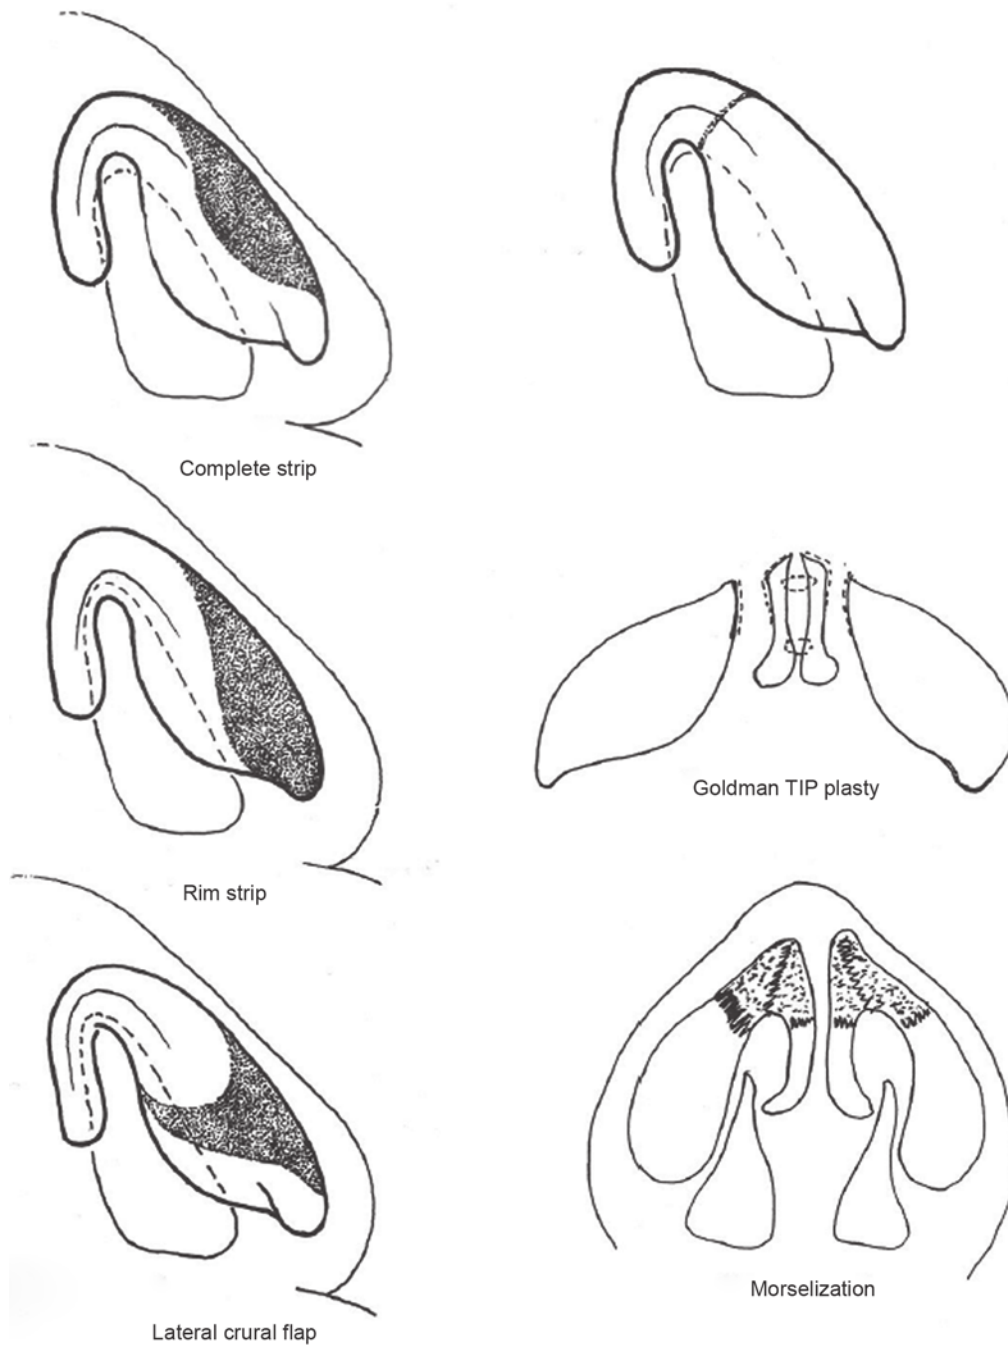 Complete strip
Rim strip
Goldman TIP plasty
Lateral crural flap
Morselization